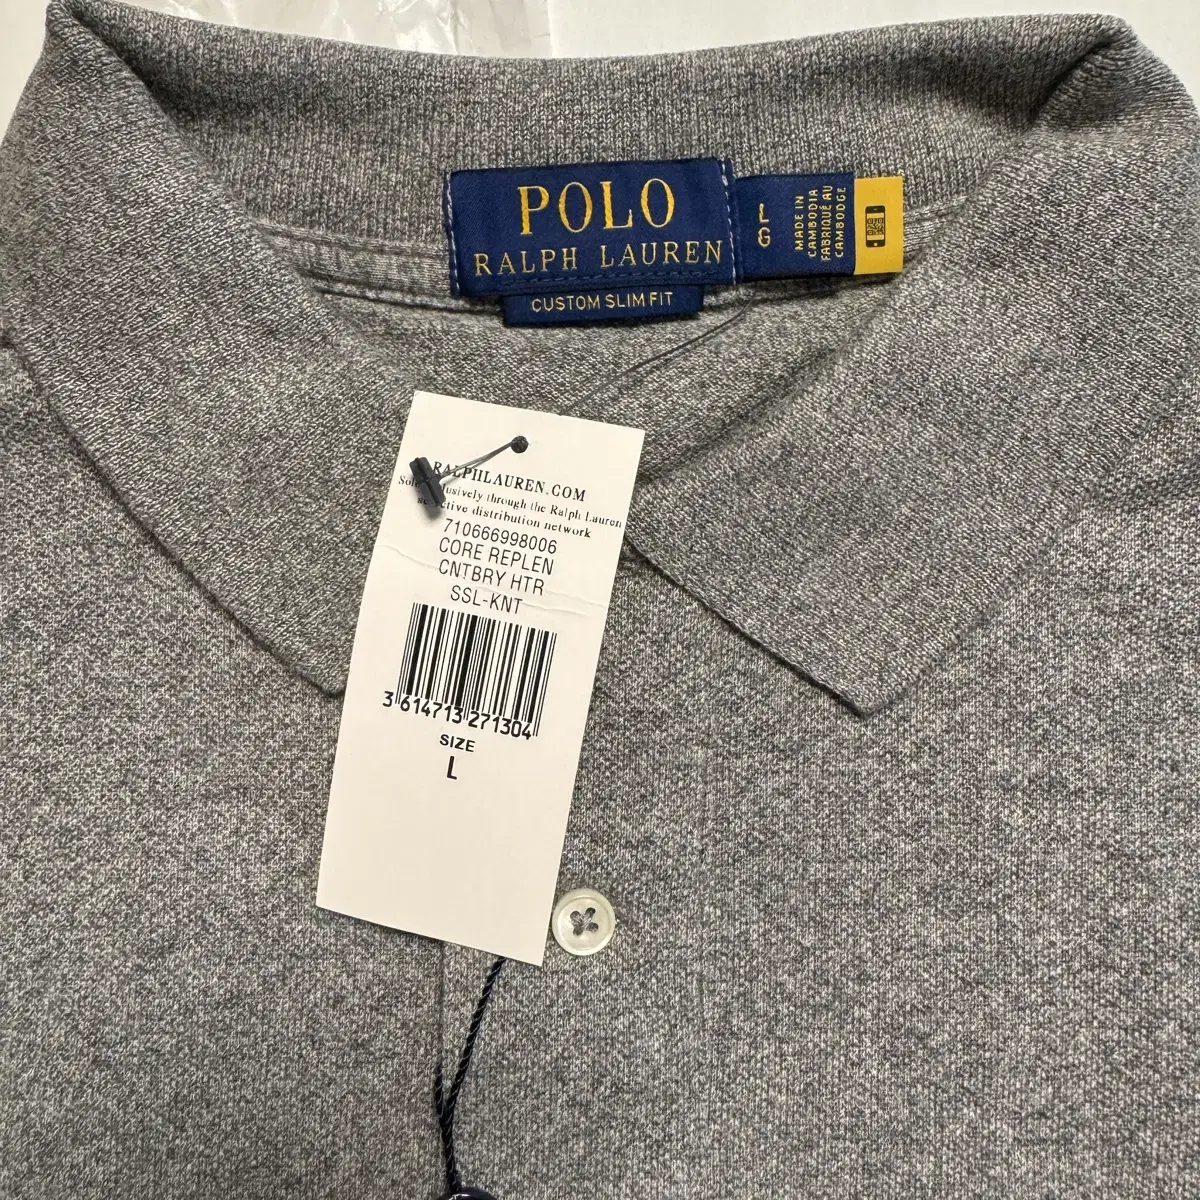 POLO
RALPH LAUREN
CUSTOM SLIM FIT
L
G
MADE IN
CAMBODIA
FABRIQUÉ AU
CAMBODGE
RALPHLAUREN.COM
through the Ralph Lauren
distribution network
710666998006
CORE REPLEN
CNTBRY HTR
SSL-KNT
3 614713 271304
SIZE
L